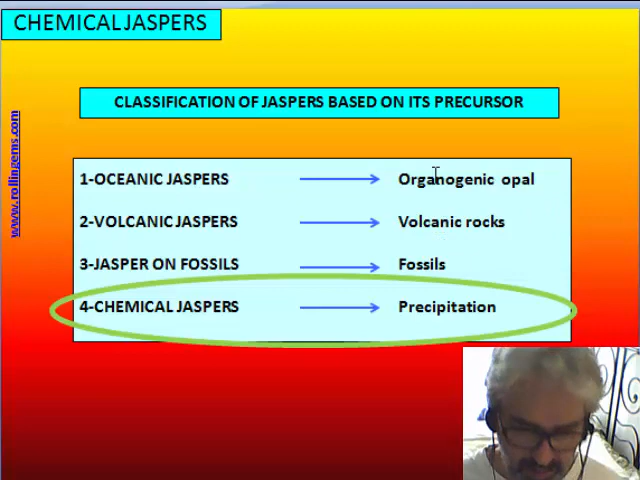 CHEMICAL JASPERS
CLASSIFICATION OF JASPERS BASED ON ITS PRECURSOR
www.rollingems.com
1-OCEANIC JASPERS Organogenic opal
2-VOLCANIC JASPERS Volcanic rocks
3-JASPER ON FOSSILS Fossils
4-CHEMICAL JASPERS Precipitation